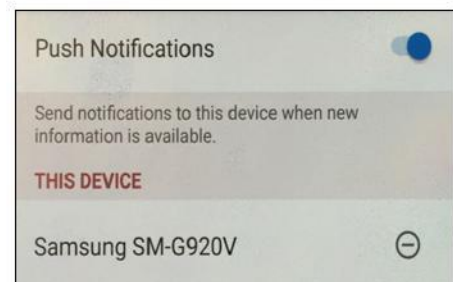 Push Notifications
Send notifications to this device when new
information is available.
THIS DEVICE
Samsung SM-G920V